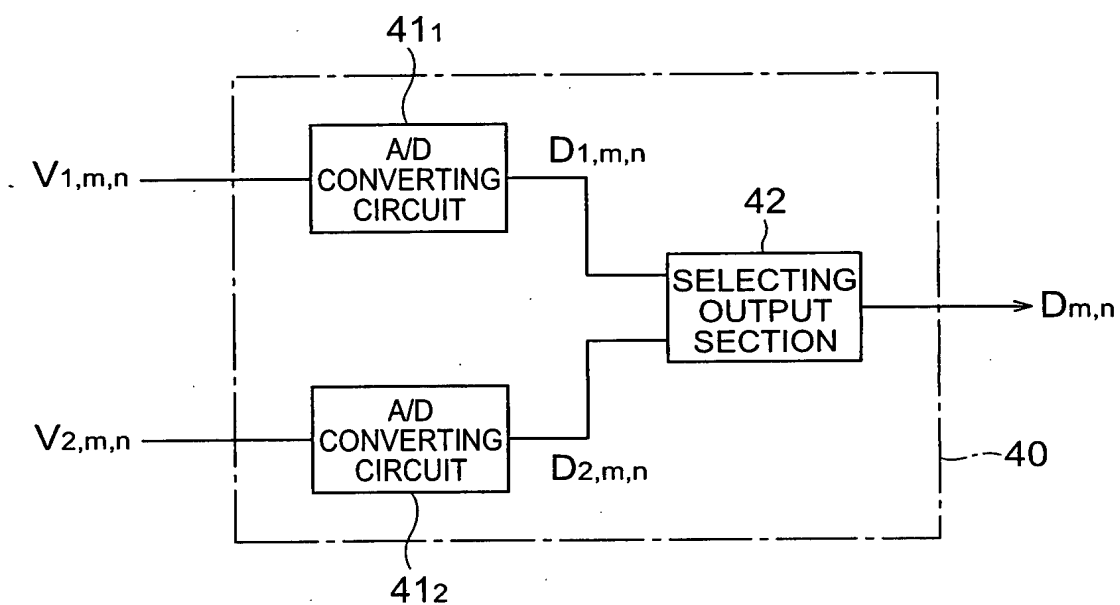 41₁
A/D
CONVERTING
CIRCUIT
V1,m,n
D1,m,n
42
SELECTING
OUTPUT
SECTION
Dm,n
A/D
CONVERTING
CIRCUIT
V2,m,n
D2,m,n
40
41₂